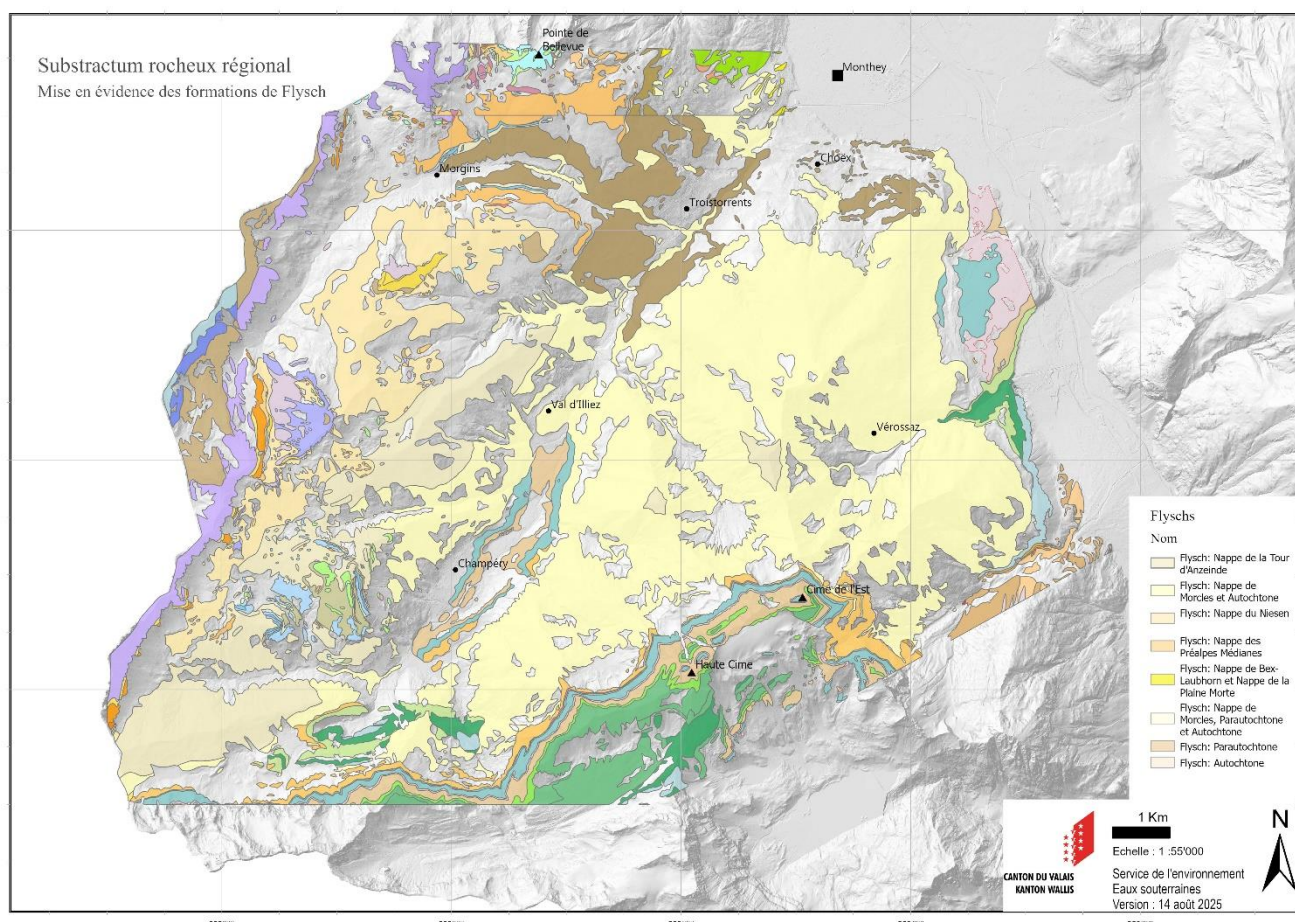 Substractum rocheux régional
Mise en évidence des formations de Flysch
Pointe de
Bellevue
Monthey
Choëx
Morgins
Troistorrents
Val d'Illiez
Vérossaz
Champéry
Cime de l'Est
Haute Cime
Flyschs
Nom
Flysch: Nappe de la Tour
d'Anzeinde
Flysch: Nappe de
Morcles et Autochtone
Flysch: Nappe du Niesen
Flysch: Nappe des
Préalpes Médianes
Flysch: Nappe de Bex-
Laubhorn et Nappe de la
Plaine Morte
Flysch: Nappe de
Morcles, Parautochtone
et Autochtone
Flysch: Parautochtone
Flysch: Autochtone
CANTON DU VALAIS
KANTON WALLIS
1 Km
Echelle : 1 :55'000
Service de l'environnement
Eaux souterraines
Version : 14 août 2025
N